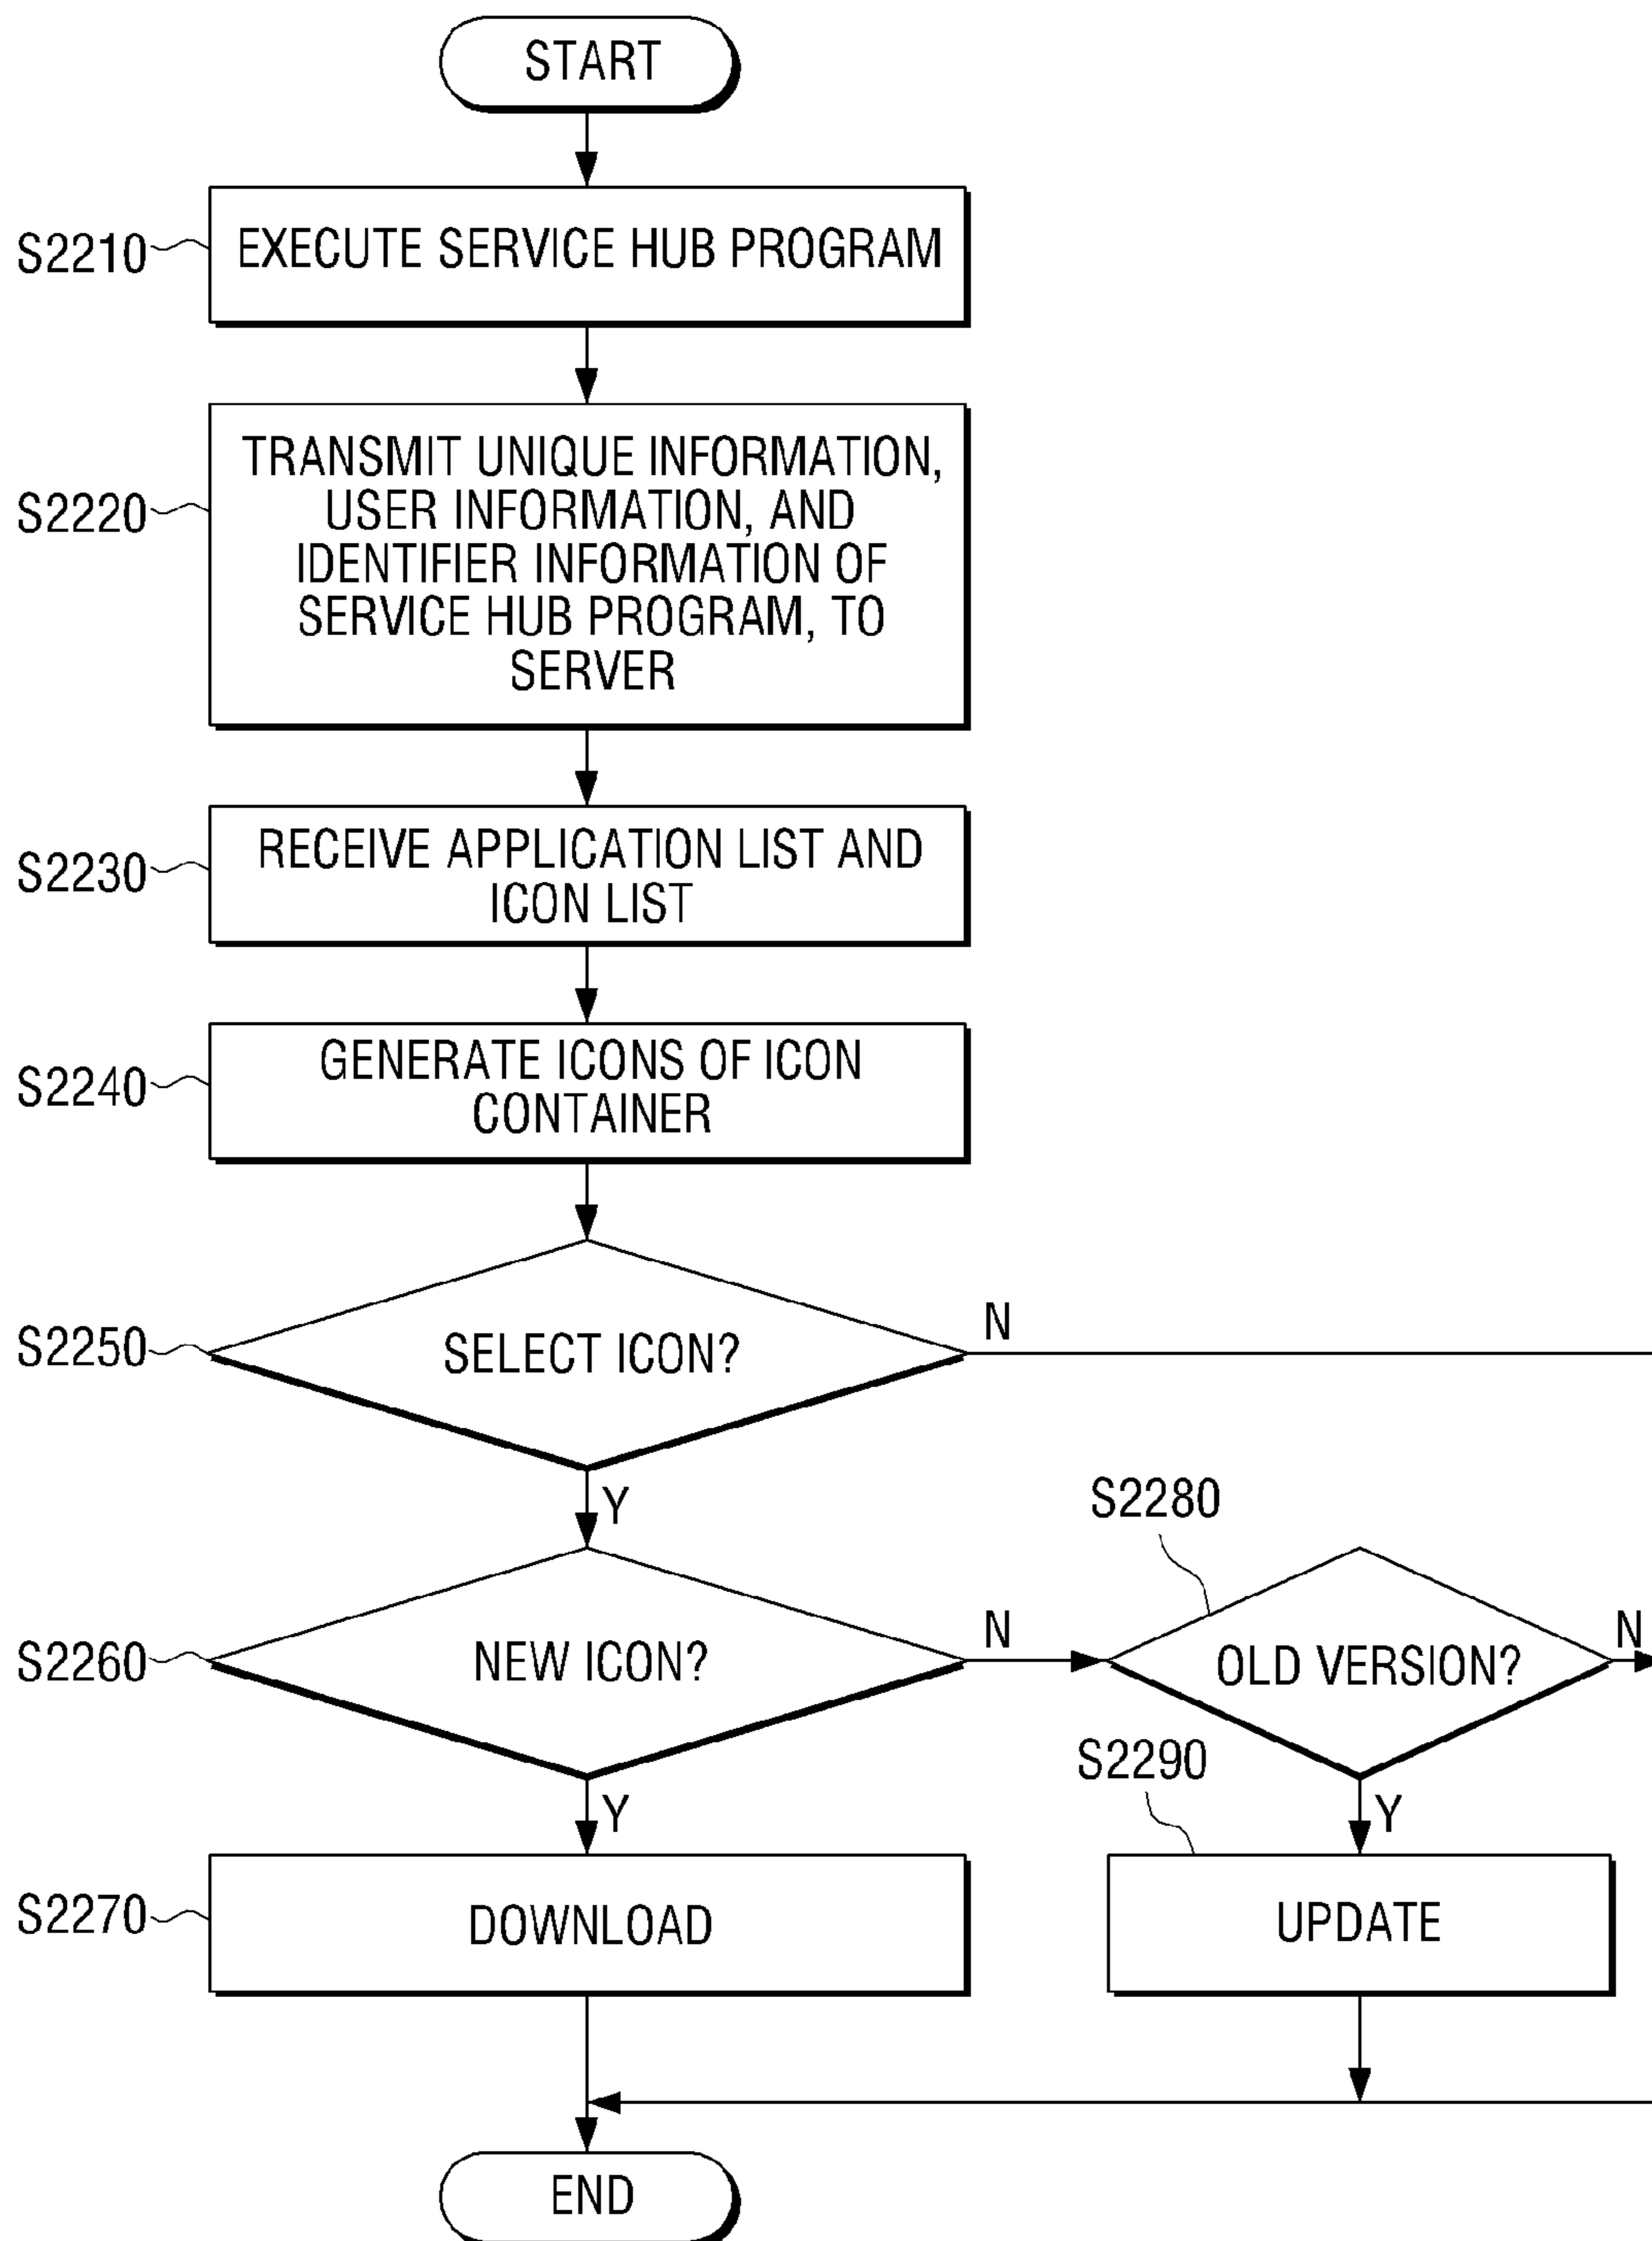 START
S2210
EXECUTE SERVICE HUB PROGRAM
S2220
TRANSMIT UNIQUE INFORMATION,
USER INFORMATION, AND
IDENTIFIER INFORMATION OF
SERVICE HUB PROGRAM, TO
SERVER
S2230
RECEIVE APPLICATION LIST AND
ICON LIST
S2240
GENERATE ICONS OF ICON
CONTAINER
S2250
SELECT ICON?
N
Y
S2260
NEW ICON?
N
S2280
OLD VERSION?
N
Y
S2270
DOWNLOAD
Y
S2290
UPDATE
END